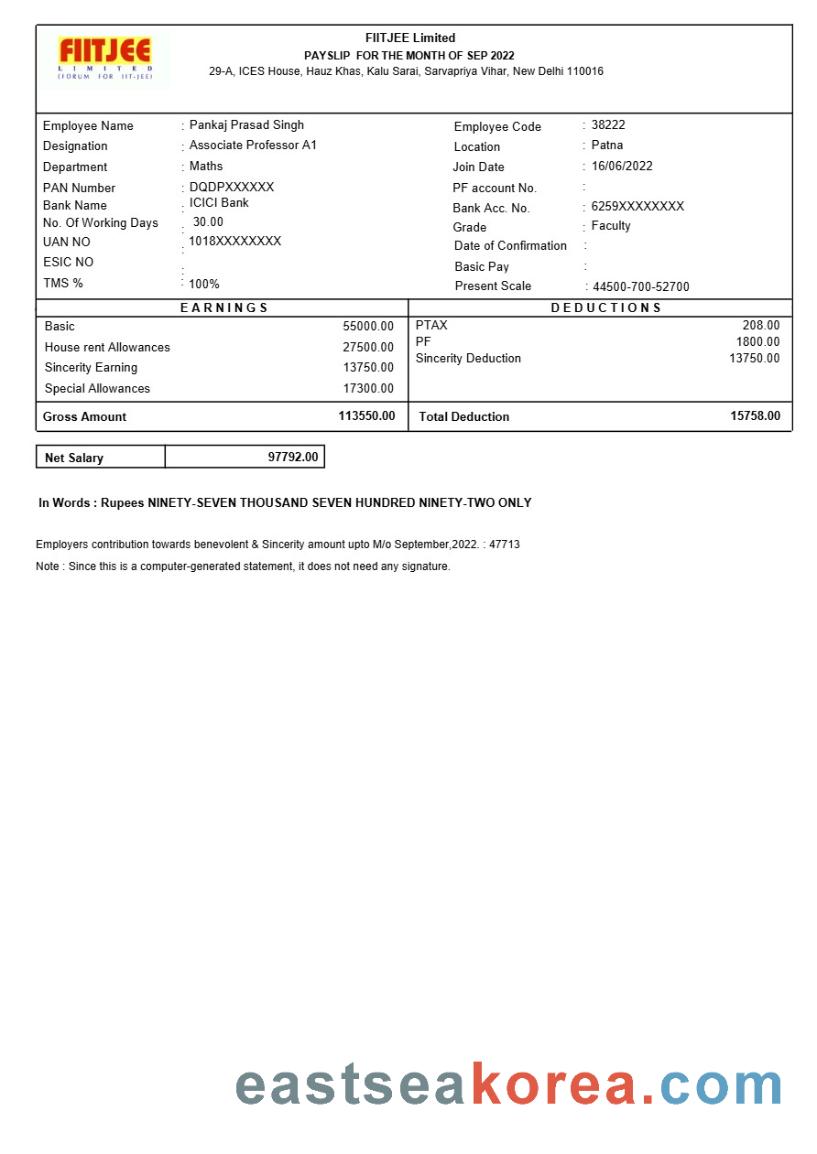 FIITJEE
LIMITED
(FORUM FOR IIT-JEE)
FIITJEE Limited
PAYSLIP FOR THE MONTH OF SEP 2022
29-A, ICES House, Hauz Khas, Kalu Sarai, Sarvapriya Vihar, New Delhi 110016
Employee Name : Pankaj Prasad Singh Employee Code : 38222
Designation : Associate Professor A1 Location : Patna
Department : Maths Join Date : 16/06/2022
PAN Number : DQDPXXXXXX PF account No. :
Bank Name : ICICI Bank Bank Acc. No. : 6259XXXXXXXX
No. Of Working Days : 30.00 Grade : Faculty
UAN NO : 1018XXXXXXXX Date of Confirmation :
ESIC NO : Basic Pay :
TMS % : 100% Present Scale : 44500-700-52700
EARNINGS DEDUCTIONS
Basic 55000.00 PTAX 208.00
House rent Allowances 27500.00 PF 1800.00
Sincerity Earning 13750.00 Sincerity Deduction 13750.00
Special Allowances 17300.00
Gross Amount 113550.00 Total Deduction 15758.00
Net Salary 97792.00
In Words : Rupees NINETY-SEVEN THOUSAND SEVEN HUNDRED NINETY-TWO ONLY
Employers contribution towards benevolent & Sincerity amount upto M/o September,2022. : 47713
Note : Since this is a computer-generated statement, it does not need any signature.
eastseakorea.com